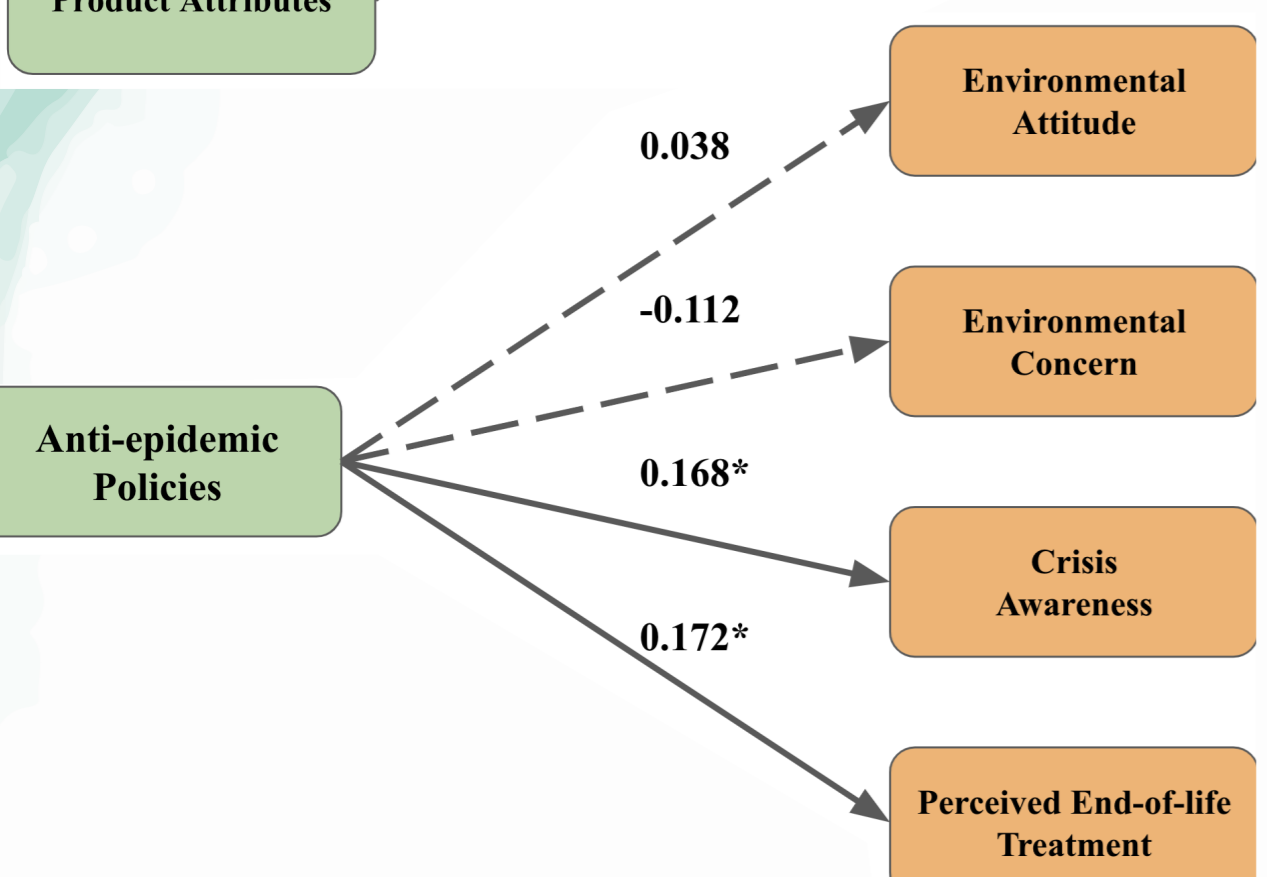 Product Attributes
Environmental
Attitude
0.038
-0.112
Environmental
Concern
Anti-epidemic
Policies
0.168*
Crisis
Awareness
0.172*
Perceived End-of-life
Treatment